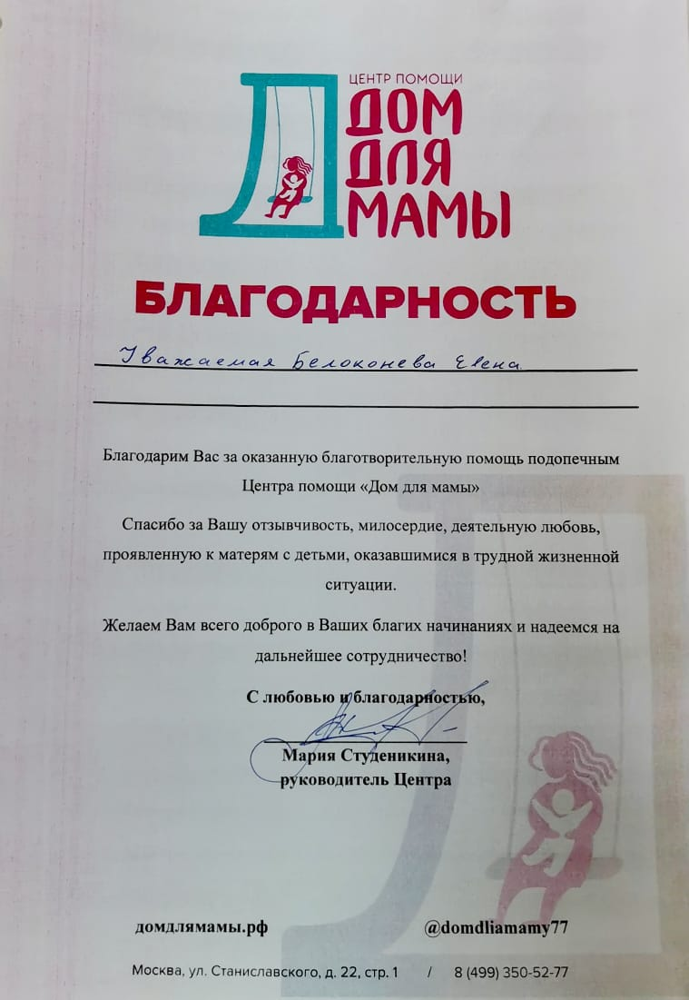 ЦЕНТР ПОМОЩИ
ДОМ
ДЛЯ
МАМЫ
БЛАГОДАРНОСТЬ
Уважаемая Белоконева Елена
Благодарим Вас за оказанную благотворительную помощь подопечным
Центра помощи «Дом для мамы»
Спасибо за Вашу отзывчивость, милосердие, деятельную любовь,
проявленную к матерям с детьми, оказавшимися в трудной жизненной
ситуации.
Желаем Вам всего доброго в Ваших благих начинаниях и надеемся на
дальнейшее сотрудничество!
С любовью и благодарностью,
Мария Студеникина,
руководитель Центра
домдлямамы.рф @domdliamamy77
Москва, ул. Станиславского, д. 22, стр. 1 / 8 (499) 350-52-77